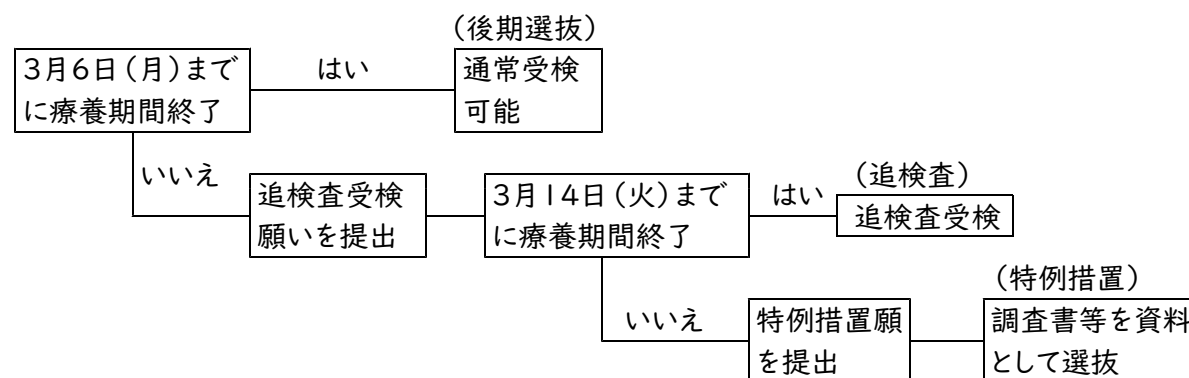 (後期選抜)
3月6日(月)まで
に療養期間終了
はい
通常受検
可能
いいえ
追検査受検
願いを提出
3月14日(火)まで
に療養期間終了
はい
(追検査)
追検査受検
いいえ
特例措置願
を提出
(特例措置)
調査書等を資料
として選抜